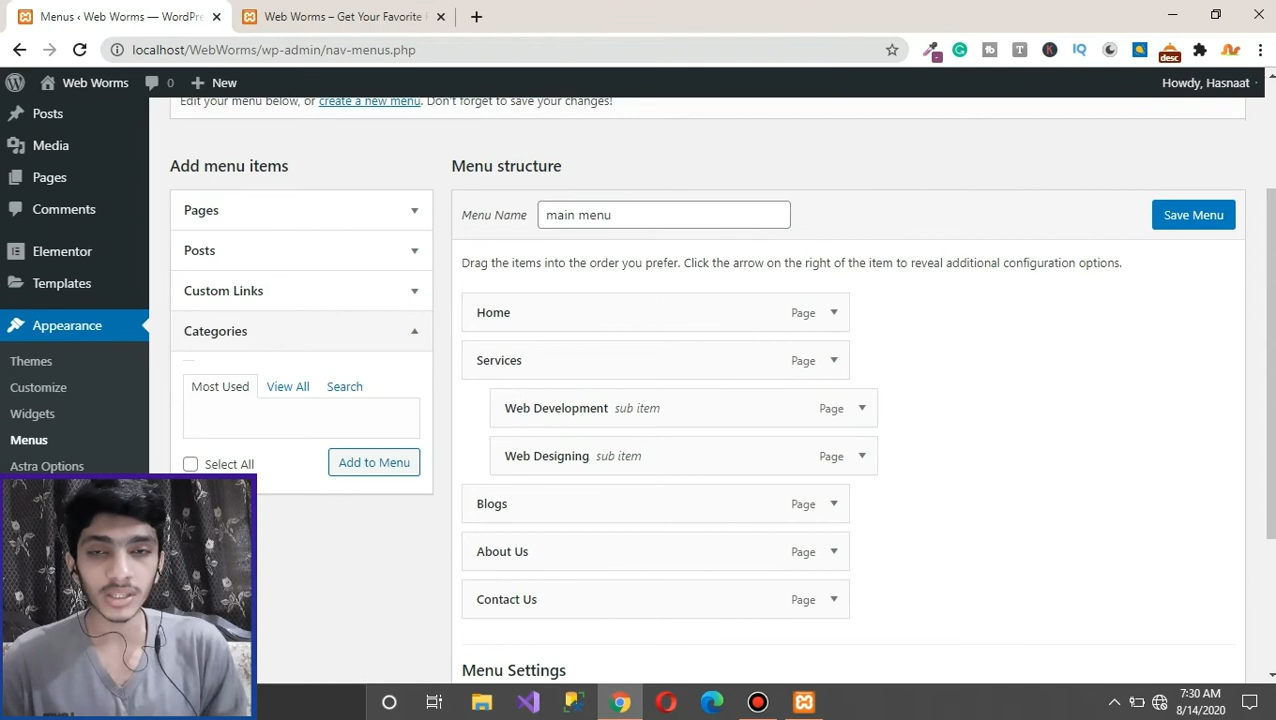 Menus ‹ Web Worms — WordPre
Web Worms – Get Your Favorite P
localhost/WebWorms/wp-admin/nav-menus.php
desc
Web Worms
0
New
Howdy, Hasnaat
Edit your menu below, or create a new menu. Don't forget to save your changes!
Posts
Media
Pages
Comments
Elementor
Templates
Appearance
Themes
Customize
Widgets
Menus
Astra Options
Add menu items
Pages
Posts
Custom Links
Categories
Most Used
View All
Search
Select All
Add to Menu
Menu structure
Menu Name
main menu
Save Menu
Drag the items into the order you prefer. Click the arrow on the right of the item to reveal additional configuration options.
Home Page
Services Page
Web Development sub item Page
Web Designing sub item Page
Blogs Page
About Us Page
Contact Us Page
Menu Settings
7:30 AM
8/14/2020